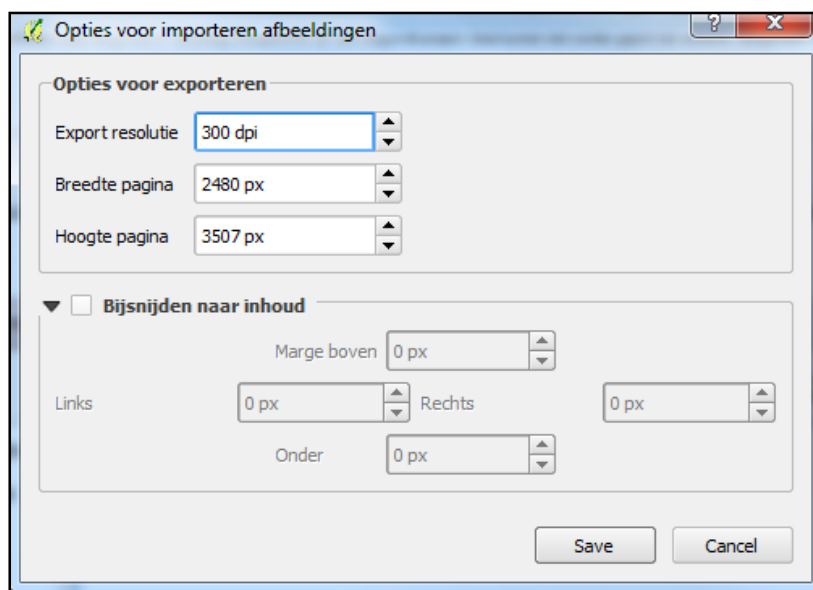 Opties voor importeren afbeeldingen
?
Opties voor exporteren
Export resolutie 300 dpi
Breedte pagina 2480 px
Hoogte pagina 3507 px
Bijsnijden naar inhoud
Marge boven 0 px
Links 0 px Rechts 0 px
Onder 0 px
Save Cancel